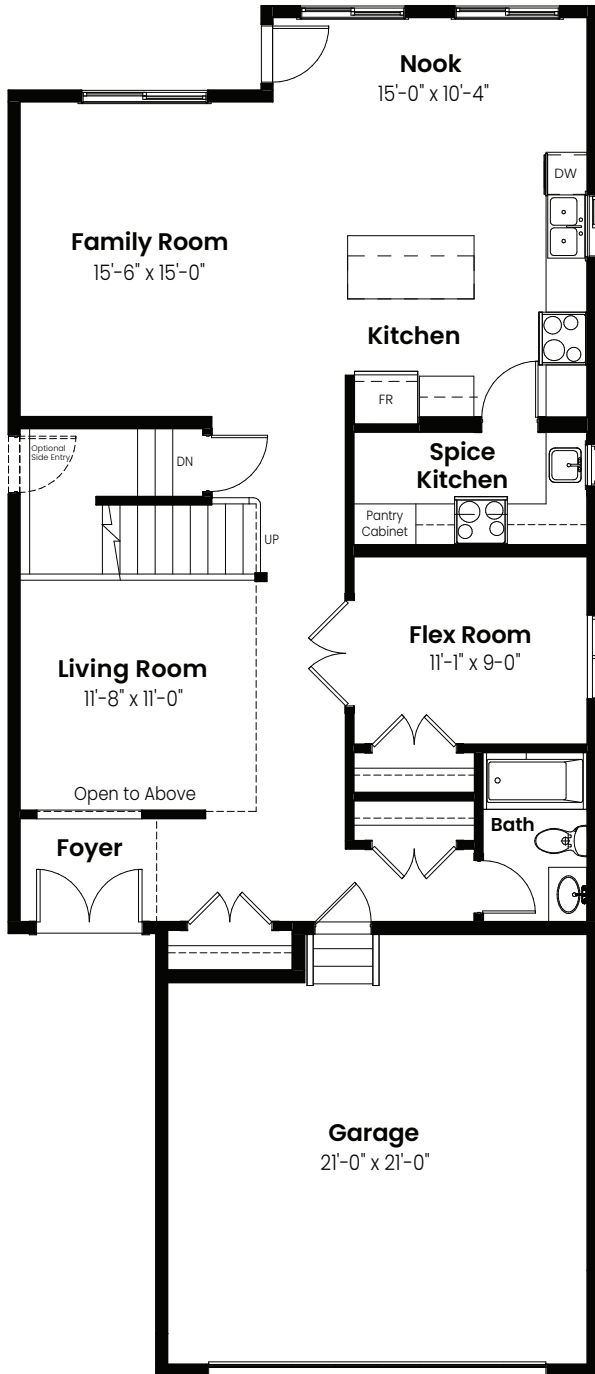 Nook
15'-0" x 10'-4"
DW
Family Room
15'-6" x 15'-0"
Kitchen
FR
Optional
Side Entry
DN
Spice
Kitchen
Pantry
Cabinet
UP
Flex Room
11'-1" x 9-0"
Living Room
11'-8" x 11'-0"
Open to Above
Bath
Foyer
Garage
21'-0" x 21'-0"